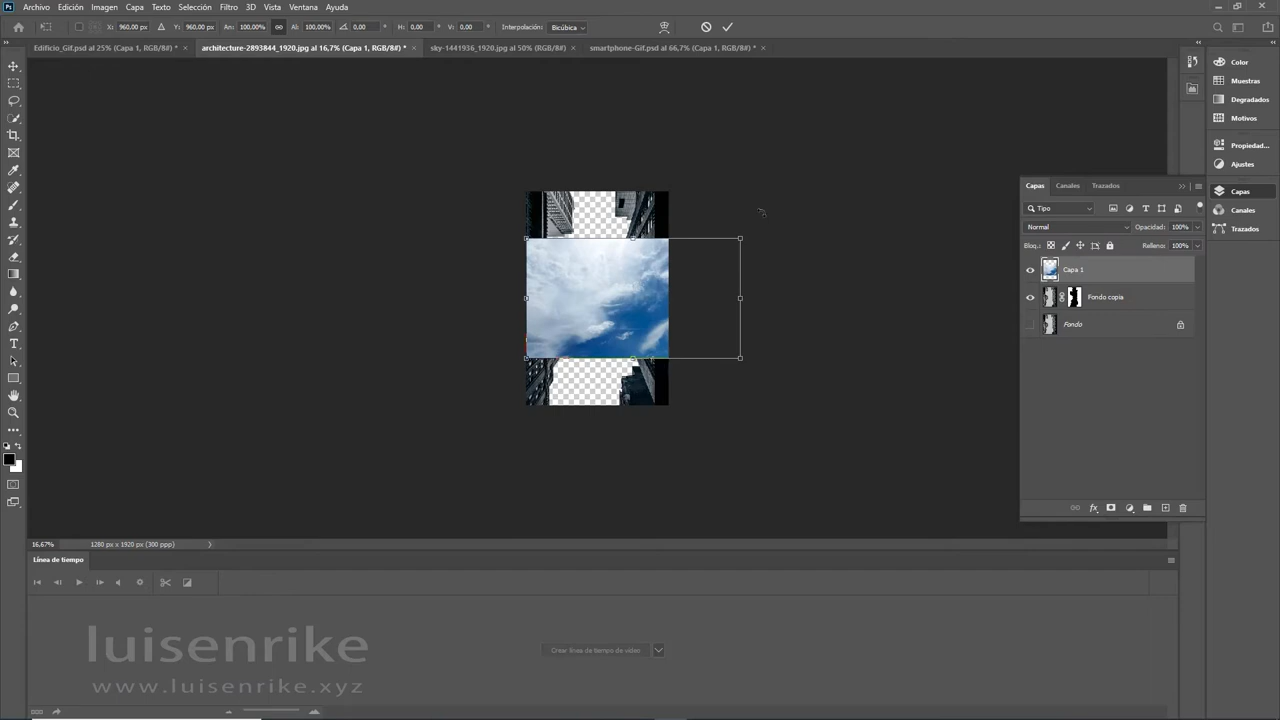 Ps Archivo Edición Imagen Capa Texto Selección Filtro 3D Vista Ventana Ayuda
X: 960,00 px Y: 960,00 px An: 100,00% Al: 100,00% 0,00 ° H: 0,00 ° V: 0,00 ° Interpolación: Bicúbica
Edificio_Gif.psd al 25% (Capa 1, RGB/8#) * × architecture-2893844_1920.jpg al 16,7% (Capa 1, RGB/8#) * × sky-1441936_1920.jpg al 50% (RGB/8#) × smartphone-Gif.psd al 66,7% (Capa 1, RGB/8#) * ×
Color
Muestras
Degradados
Motivos
Propiedad...
Ajustes
Capas
Canales
Trazados
Capas Canales Trazados
Tipo
Normal Opacidad: 100%
Bloq.: Relleno: 100%
Capa 1
Fondo copia
Fondo
fx
16,67% 1280 px x 1920 px (300 ppp)
Línea de tiempo
Crear línea de tiempo de vídeo
luisenrike
www.luisenrike.xyz